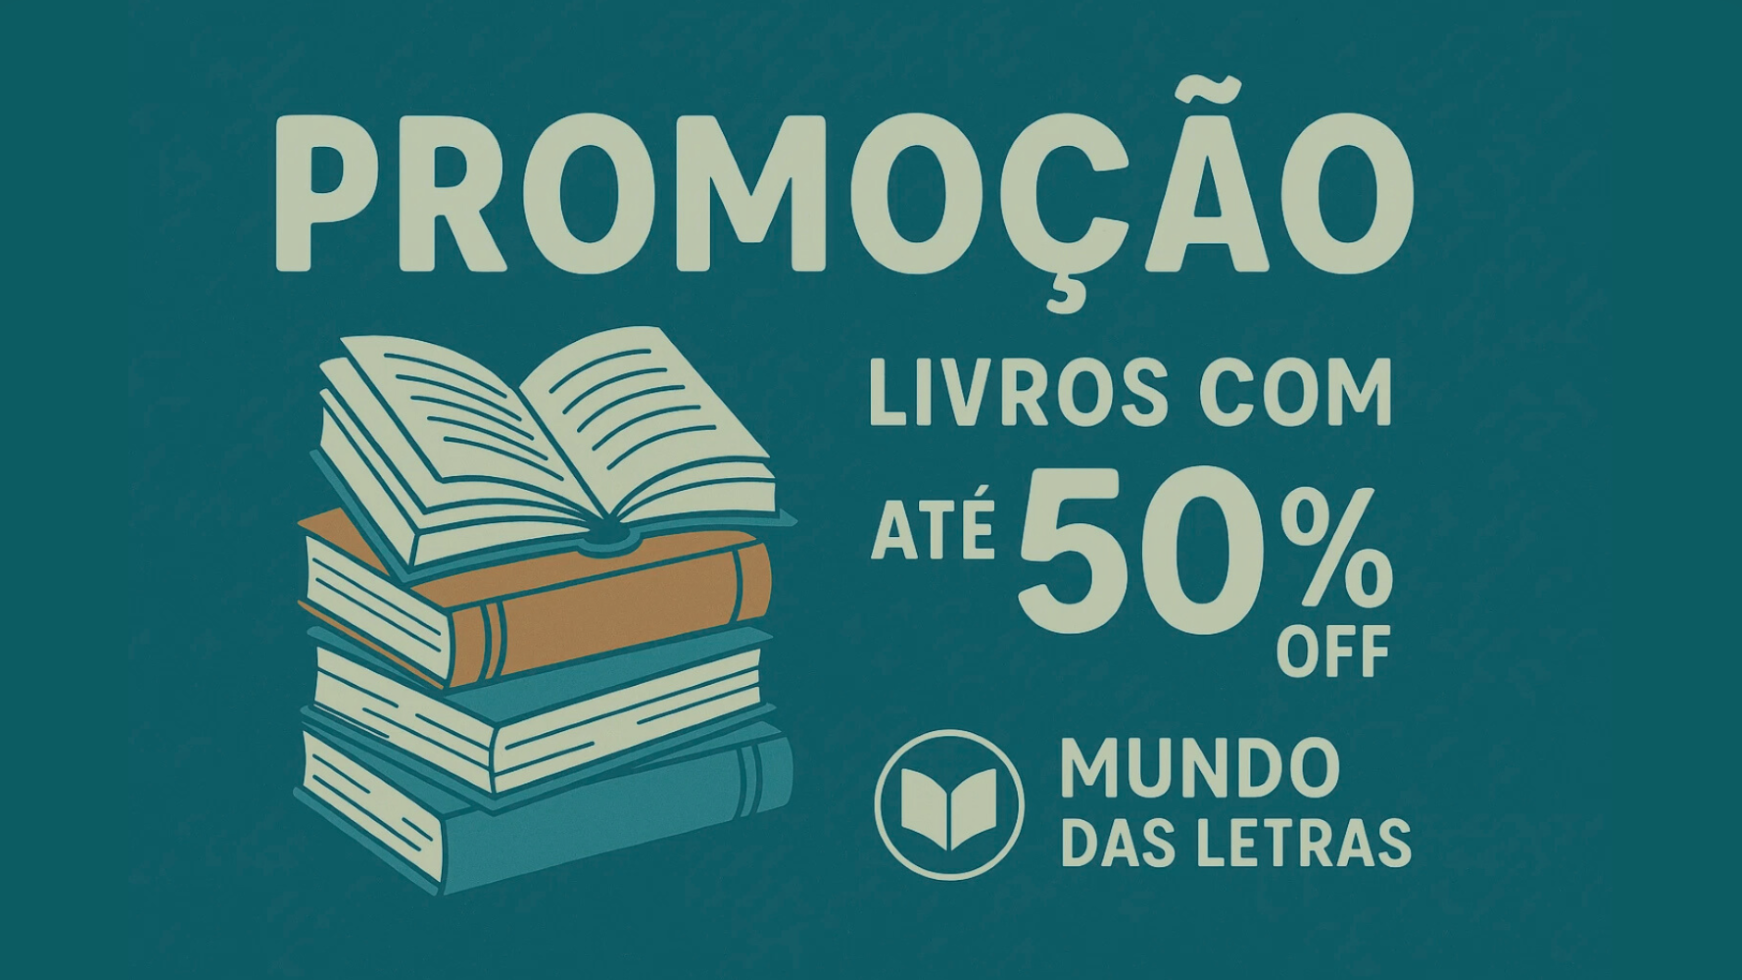 PROMOÇÃO
LIVROS COM
ATÉ 50%
OFF
MUNDO
DAS LETRAS